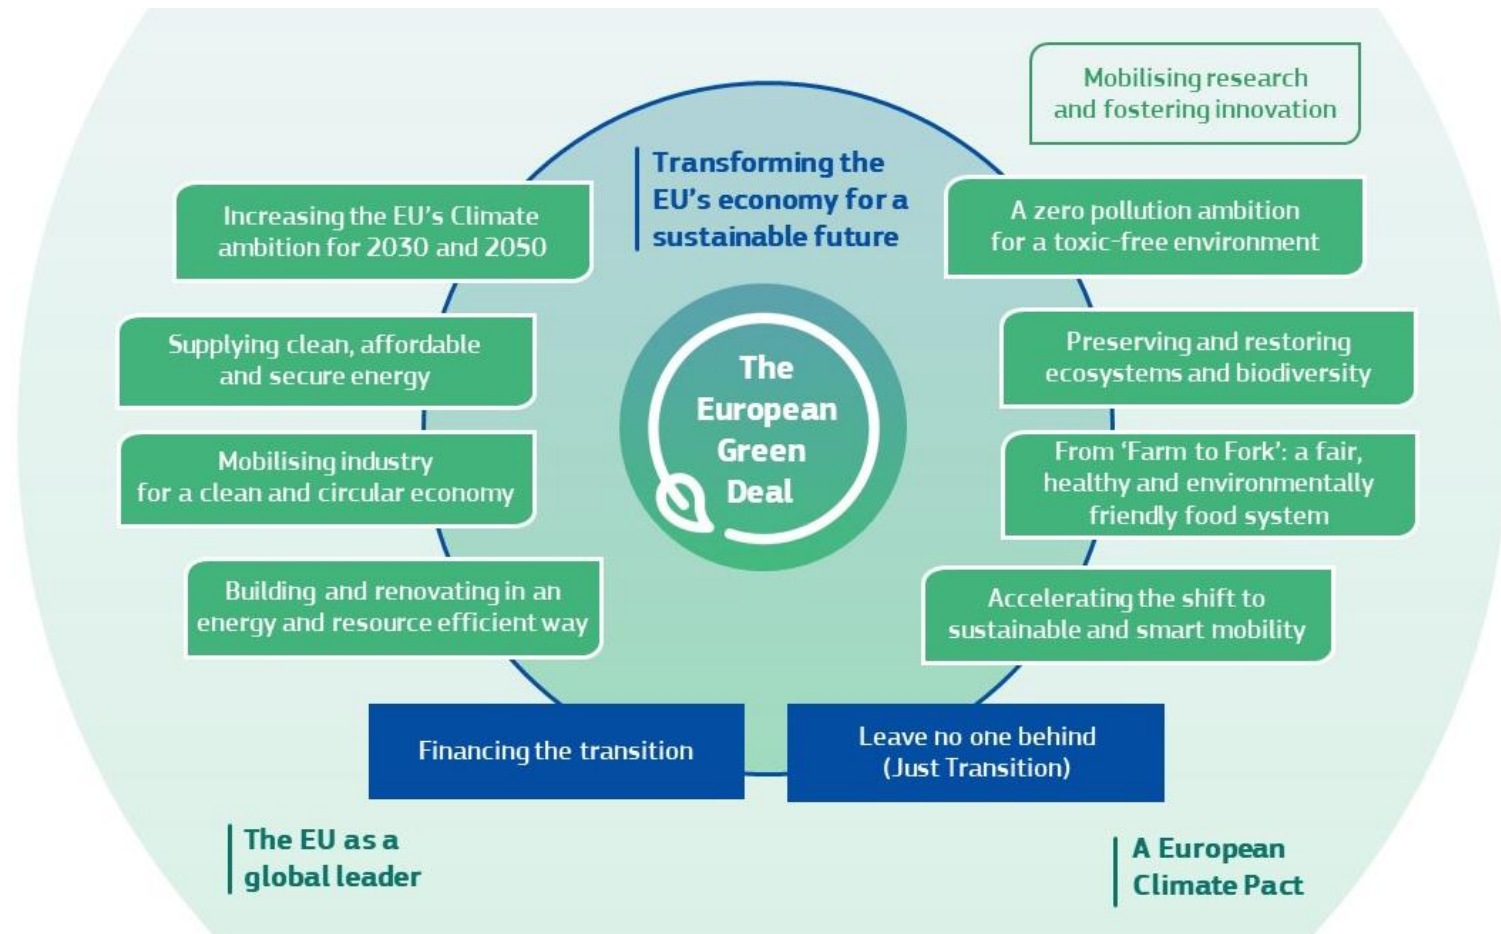 Mobilising research
and fostering innovation
Transforming the
EU's economy for a
sustainable future
Increasing the EU's Climate
ambition for 2030 and 2050
A zero pollution ambition
for a toxic-free environment
Supplying clean, affordable
and secure energy
Preserving and restoring
ecosystems and biodiversity
The
European
Green
Deal
Mobilising industry
for a clean and circular economy
From ‘Farm to Fork’: a fair,
healthy and environmentally
friendly food system
Building and renovating in an
energy and resource efficient way
Accelerating the shift to
sustainable and smart mobility
Financing the transition
Leave no one behind
(Just Transition)
The EU as a
global leader
A European
Climate Pact